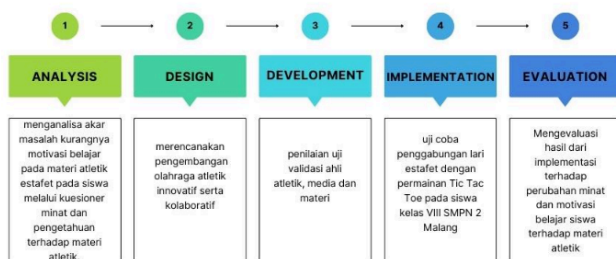 1
2
3
4
5
ANALYSIS
DESIGN
DEVELOPMENT
IMPLEMENTATION
EVALUATION
menganalisa akar
masalah kurangnya
motivasi belajar
pada materi atletik
estafet pada siswa
melalui kuesioner
minat dan
pengetahuan
terhadap materi
atletik.
merencanakan
pengembangan
olahraga atletik
innovatif serta
kolaboratif
penilaian uji
validasi ahli
atletik, media dan
materi
uji coba
penggabungan lari
estafet dengan
permainan Tic Tac
Toe pada siswa
kelas VIII SMPN 2
Malang
Mengevaluasi
hasil dari
implementasi
terhadap
perubahan minat
dan motivasi
belajar siswa
terhadap materi
atletik